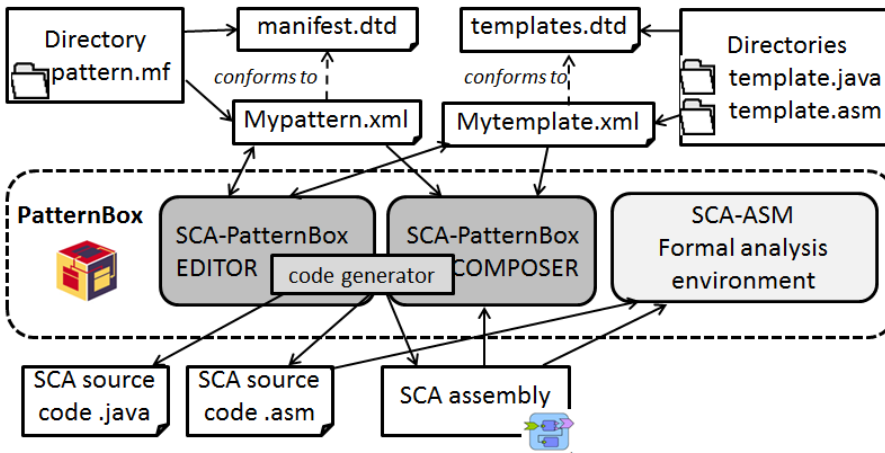 Directory
pattern.mf
manifest.dtd
templates.dtd
Directories
template.java
template.asm
conforms to
conforms to
Mypattern.xml
Mytemplate.xml
PatternBox
SCA-PatternBox
EDITOR
SCA-PatternBox
COMPOSER
code generator
SCA-ASM
Formal analysis
environment
SCA source
code .java
SCA source
code .asm
SCA assembly